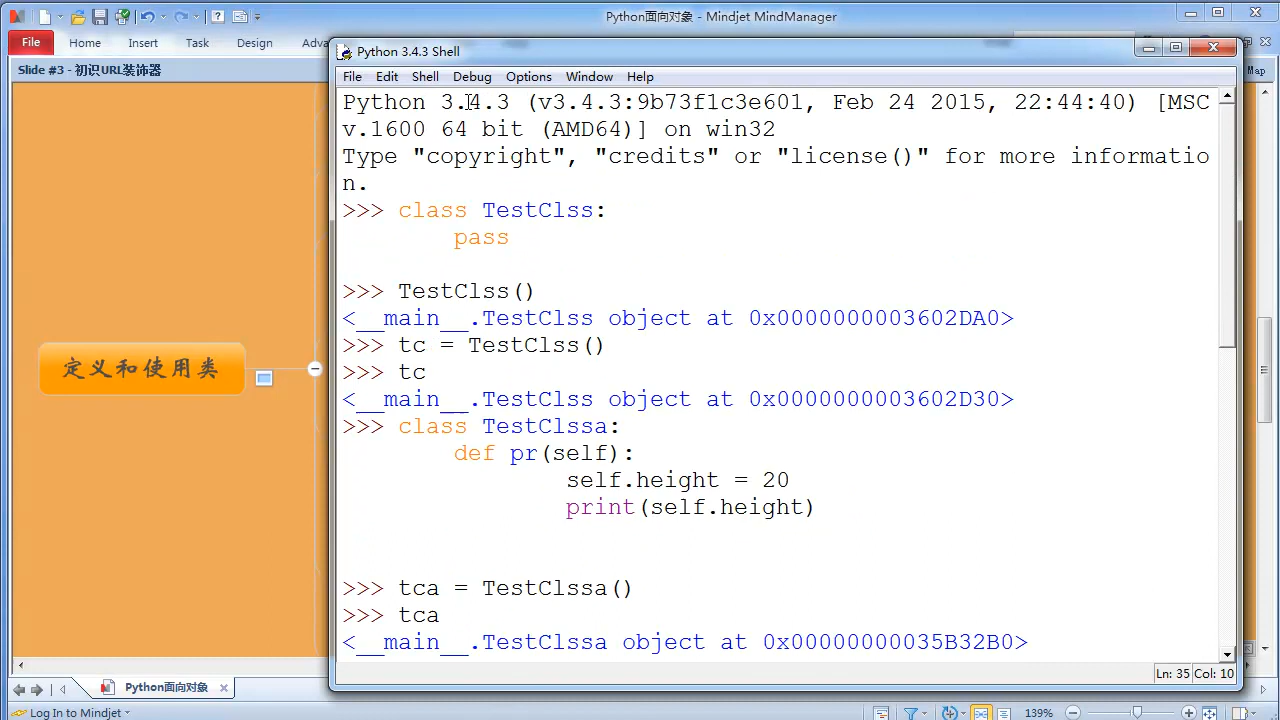 Python面向对象 - Mindjet MindManager
File Home Insert Task Design Adva
Slide #3 - 初识URL装饰器
Map
Python 3.4.3 Shell
File Edit Shell Debug Options Window Help
Python 3.4.3 (v3.4.3:9b73f1c3e601, Feb 24 2015, 22:44:40) [MSC
v.1600 64 bit (AMD64)] on win32
Type "copyright", "credits" or "license()" for more informatio
n.
>>> class TestClss:
pass
>>> TestClss()
<__main__.TestClss object at 0x0000000003602DA0>
>>> tc = TestClss()
>>> tc
<__main__.TestClss object at 0x0000000003602D30>
>>> class TestClssa:
def pr(self):
self.height = 20
print(self.height)
>>> tca = TestClssa()
>>> tca
<__main__.TestClssa object at 0x00000000035B32B0>
Ln: 35 Col: 10
定义和使用类
Python面向对象
Log In to Mindjet
139%